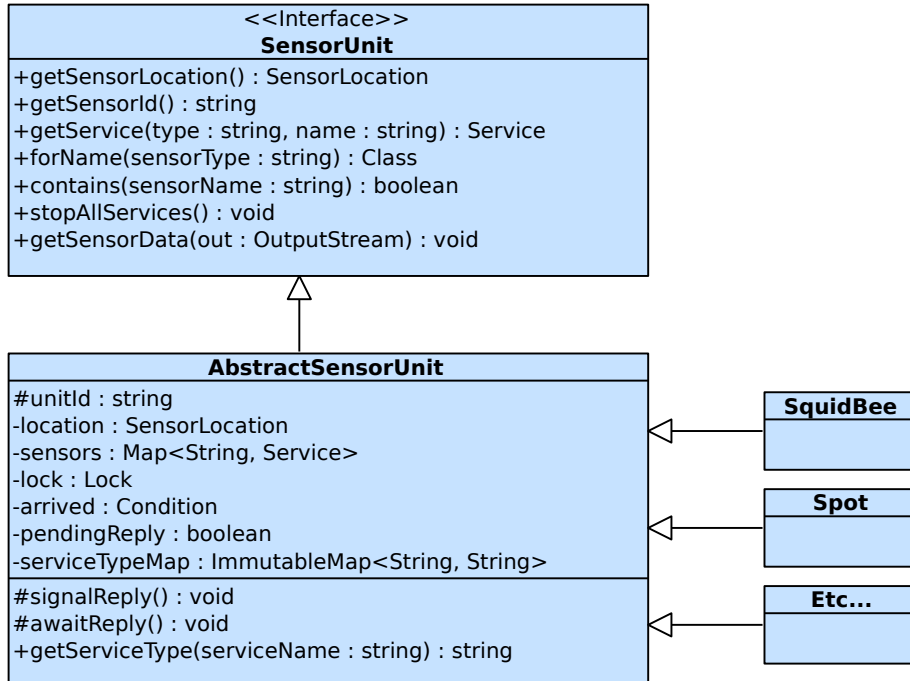 <<Interface>>
SensorUnit
+getSensorLocation() : SensorLocation
+getSensorId() : string
+getService(type : string, name : string) : Service
+forName(sensorType : string) : Class
+contains(sensorName : string) : boolean
+stopAllServices() : void
+getSensorData(out : OutputStream) : void
AbstractSensorUnit
#unitId : string
-location : SensorLocation
-sensors : Map<String, Service>
-lock : Lock
-arrived : Condition
-pendingReply : boolean
-serviceTypeMap : ImmutableMap<String, String>
#signalReply() : void
#awaitReply() : void
+getServiceType(serviceName : string) : string
SquidBee
Spot
Etc...